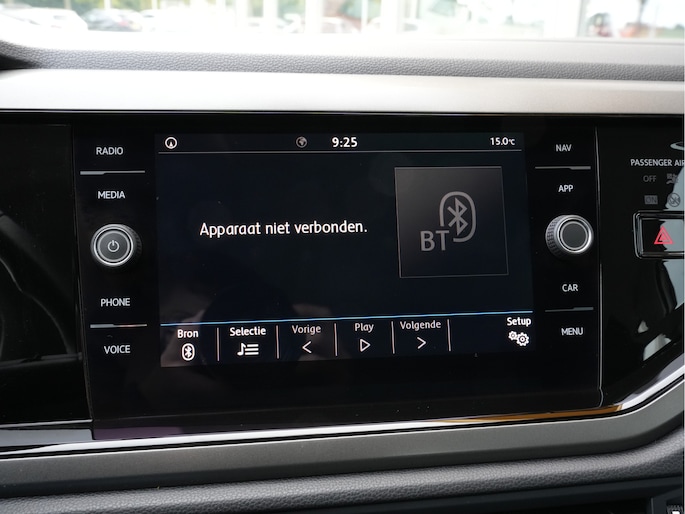 9:25
15.0°C
RADIO
MEDIA
PHONE
VOICE
Apparaat niet verbonden.
BT
Bron
Selectie
Vorige
Play
Volgende
Setup
NAV
APP
CAR
MENU
PASSENGER AIR
OFF